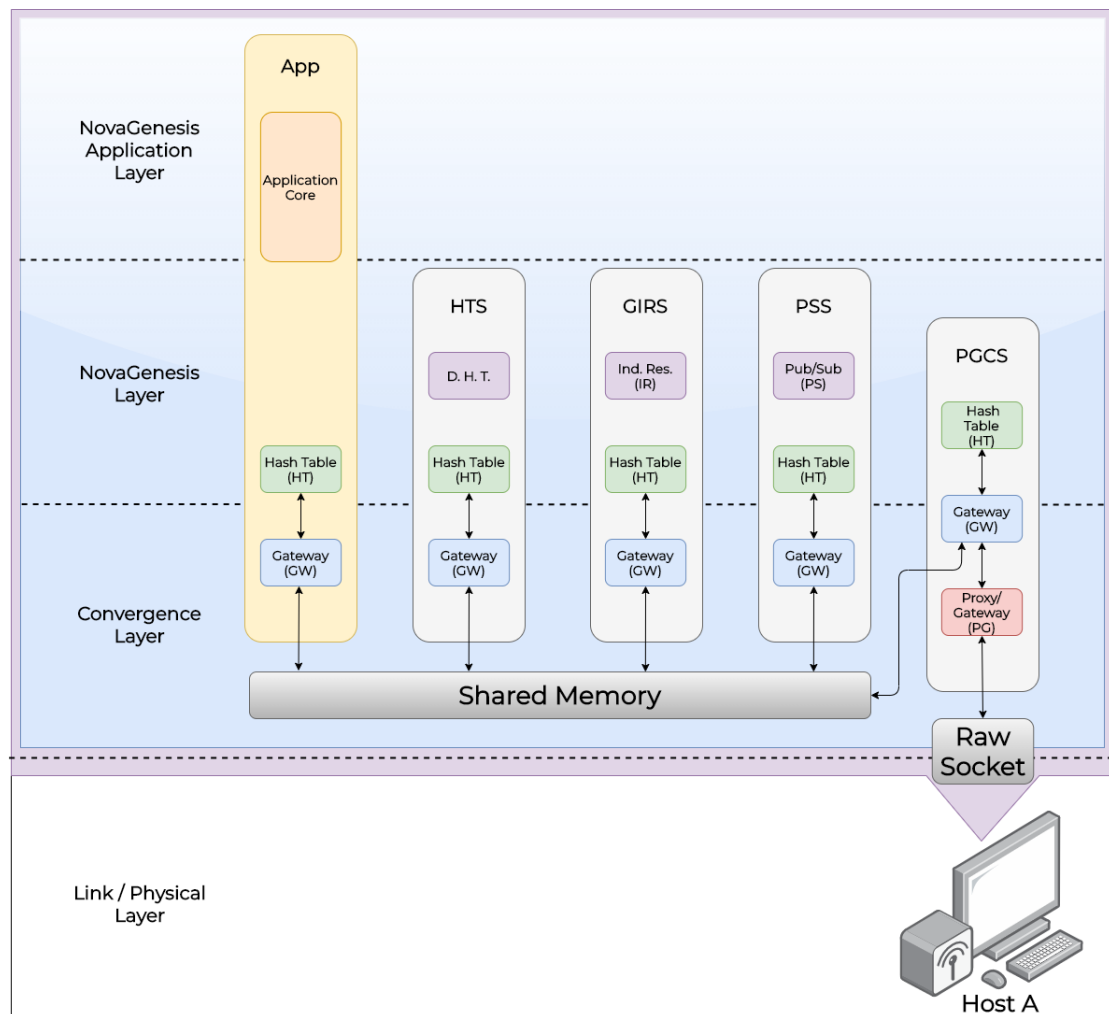 App
NovaGenesis
Application
Layer
Application
Core
HTS
GIRS
PSS
PGCS
NovaGenesis
Layer
D. H. T.
Ind. Res.
(IR)
Pub/Sub
(PS)
Hash
Table
(HT)
Hash Table
(HT)
Hash Table
(HT)
Hash Table
(HT)
Hash Table
(HT)
Gateway
(GW)
Gateway
(GW)
Gateway
(GW)
Gateway
(GW)
Gateway
(GW)
Convergence
Layer
Proxy/
Gateway
(PG)
Shared Memory
Raw
Socket
Link / Physical
Layer
Host A